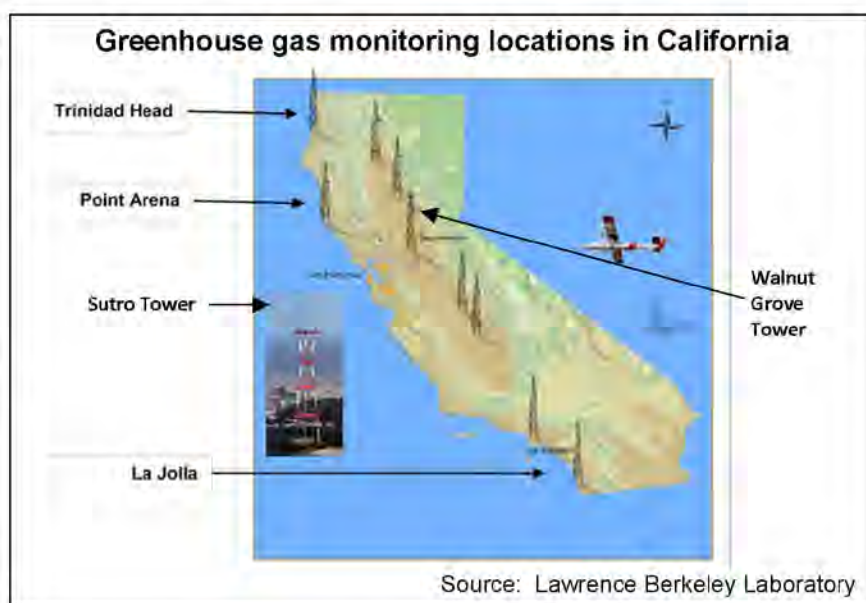 Greenhouse gas monitoring locations in California
Trinidad Head
Point Arena
Sutro Tower
La Jolla
Walnut
Grove
Tower
Source: Lawrence Berkeley Laboratory